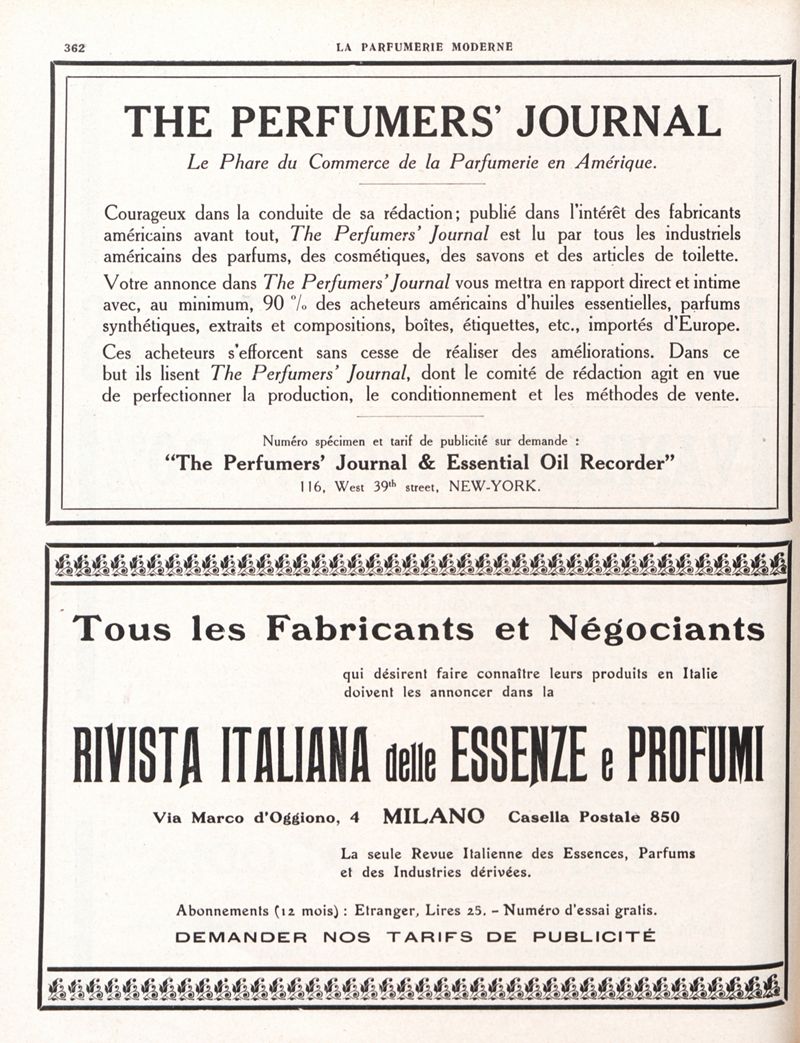 362
LA PARFUMERIE MODERNE
THE PERFUMERS' JOURNAL
Le Phare du Commerce de la Parfumerie en Amérique.
Courageux dans la conduite de sa rédaction; publié dans l'intérêt des fabricants
américains avant tout, The Perfumers' Journal est lu par tous les industriels
américains des parfums, des cosmétiques, des savons et des articles de toilette.
Votre annonce dans The Perfumers' Journal vous mettra en rapport direct et intime
avec, au minimum, 90 % des acheteurs américains d'huiles essentielles, parfums
synthétiques, extraits et compositions, boîtes, étiquettes, etc., importés d'Europe.
Ces acheteurs s'efforcent sans cesse de réaliser des améliorations. Dans ce
but ils lisent The Perfumers' Journal, dont le comité de rédaction agit en vue
de perfectionner la production, le conditionnement et les méthodes de vente.
Numéro spécimen et tarif de publicité sur demande :
“The Perfumers' Journal & Essential Oil Recorder”
116, West 39th street, NEW-YORK.
Tous les Fabricants et Négociants
qui désirent faire connaître leurs produits en Italie
doivent les annoncer dans la
RIVISTA ITALIANA delle ESSENZE e PROFUMI
Via Marco d'Oggiono, 4 MILANO Casella Postale 850
La seule Revue Italienne des Essences, Parfums
et des Industries dérivées.
Abonnements (12 mois) : Etranger, Lires 25. - Numéro d'essai gratis.
DEMANDER NOS TARIFS DE PUBLICITÉ